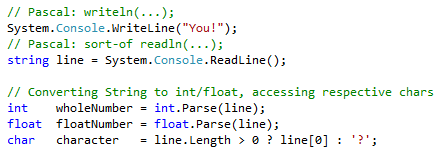 // Pascal: writeln(...);
System.Console.WriteLine("You!");
// Pascal: sort-of readln(...);
string line = System.Console.ReadLine();

// Converting String to int/float, accessing respective chars
int    wholeNumber = int.Parse(line);
float  floatNumber = float.Parse(line);
char   character   = line.Length > 0 ? line[0] : '?';